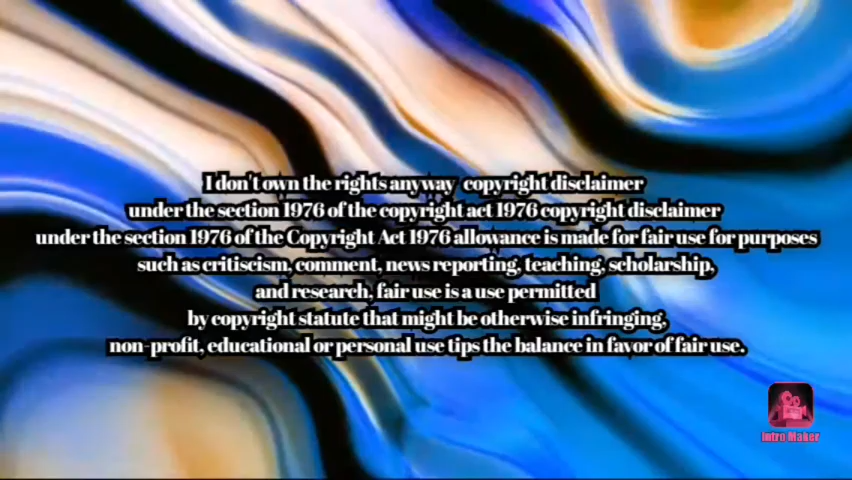 I don't own the rights anyway copyright disclaimer
under the section 1976 of the copyright act 1976 copyright disclaimer
under the section 1976 of the Copyright Act 1976 allowance is made for fair use for purposes
such as critiscism, comment, news reporting, teaching, scholarship,
and research, fair use is a use permitted
by copyright statute that might be otherwise infringing,
non-profit, educational or personal use tips the balance in favor of fair use.
Intro Maker